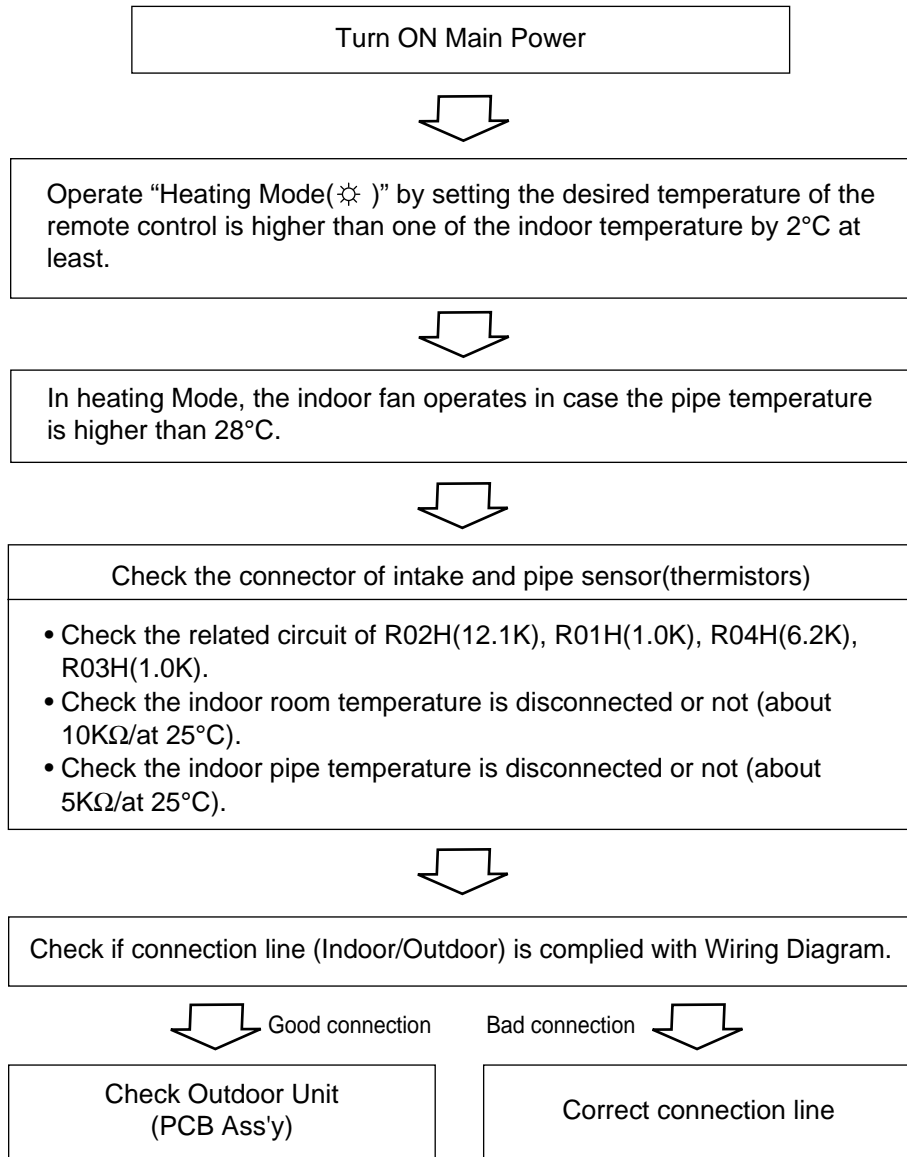 Turn ON Main Power
Operate “Heating Mode(☼ )” by setting the desired temperature of the
remote control is higher than one of the indoor temperature by 2°C at
least.
In heating Mode, the indoor fan operates in case the pipe temperature
is higher than 28°C.
Check the connector of intake and pipe sensor(thermistors)
• Check the related circuit of R02H(12.1K), R01H(1.0K), R04H(6.2K),
R03H(1.0K).
• Check the indoor room temperature is disconnected or not (about
10KΩ/at 25°C).
• Check the indoor pipe temperature is disconnected or not (about
5KΩ/at 25°C).
Check if connection line (Indoor/Outdoor) is complied with Wiring Diagram.
Good connection
Bad connection
Check Outdoor Unit
(PCB Ass'y)
Correct connection line